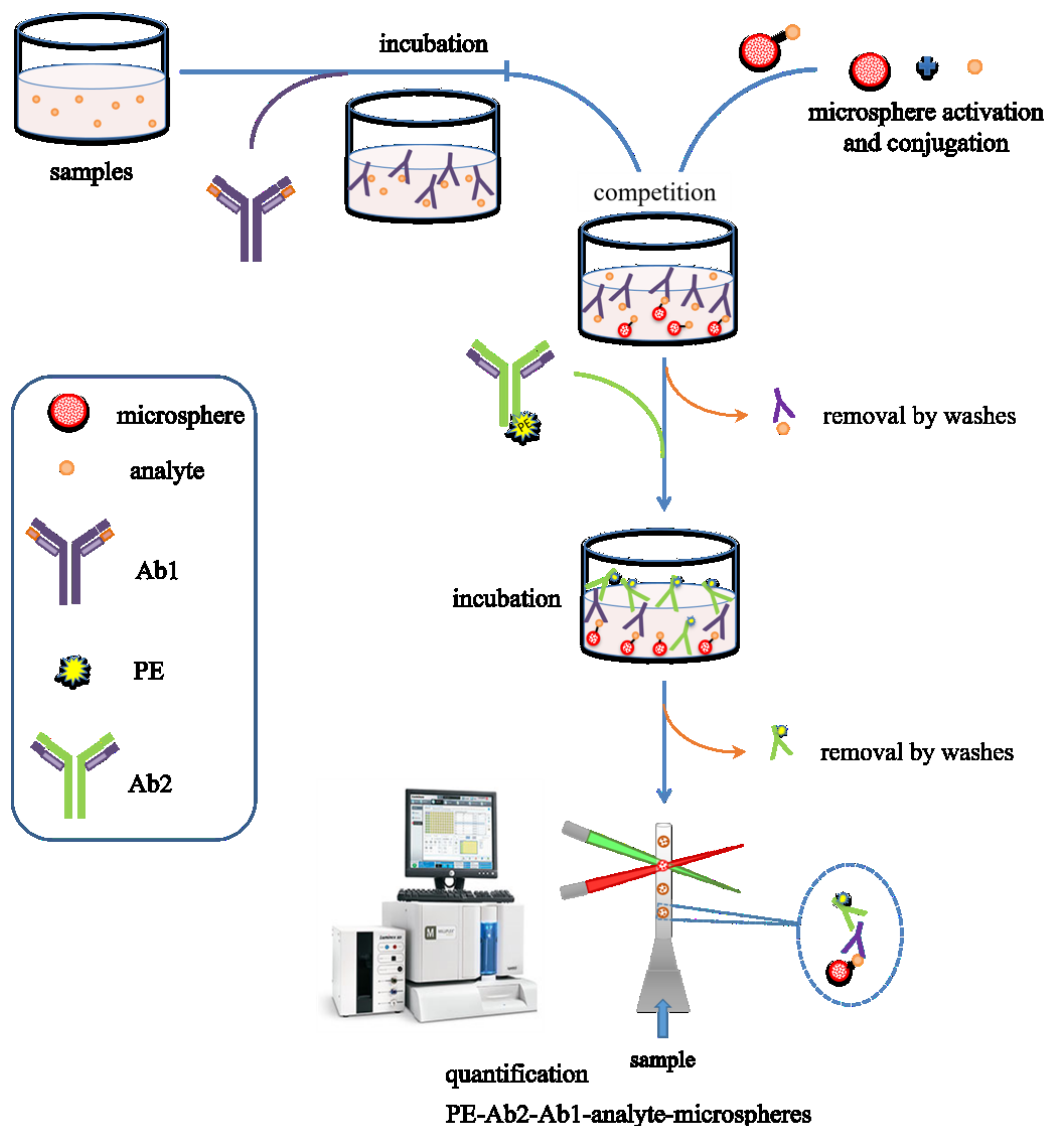 incubation
samples
microsphere activation
and conjugation
competition
PE
removal by washes
microsphere
analyte
Ab1
PE
Ab2
incubation
removal by washes
M
sample
quantification
PE-Ab2-Ab1-analyte-microspheres